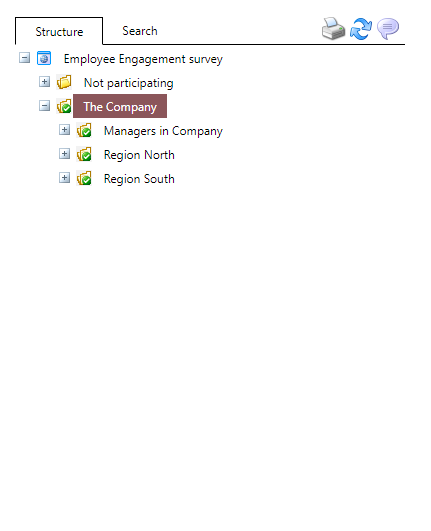 Structure Search
Employee Engagement survey
Not participating
The Company
Managers in Company
Region North
Region South